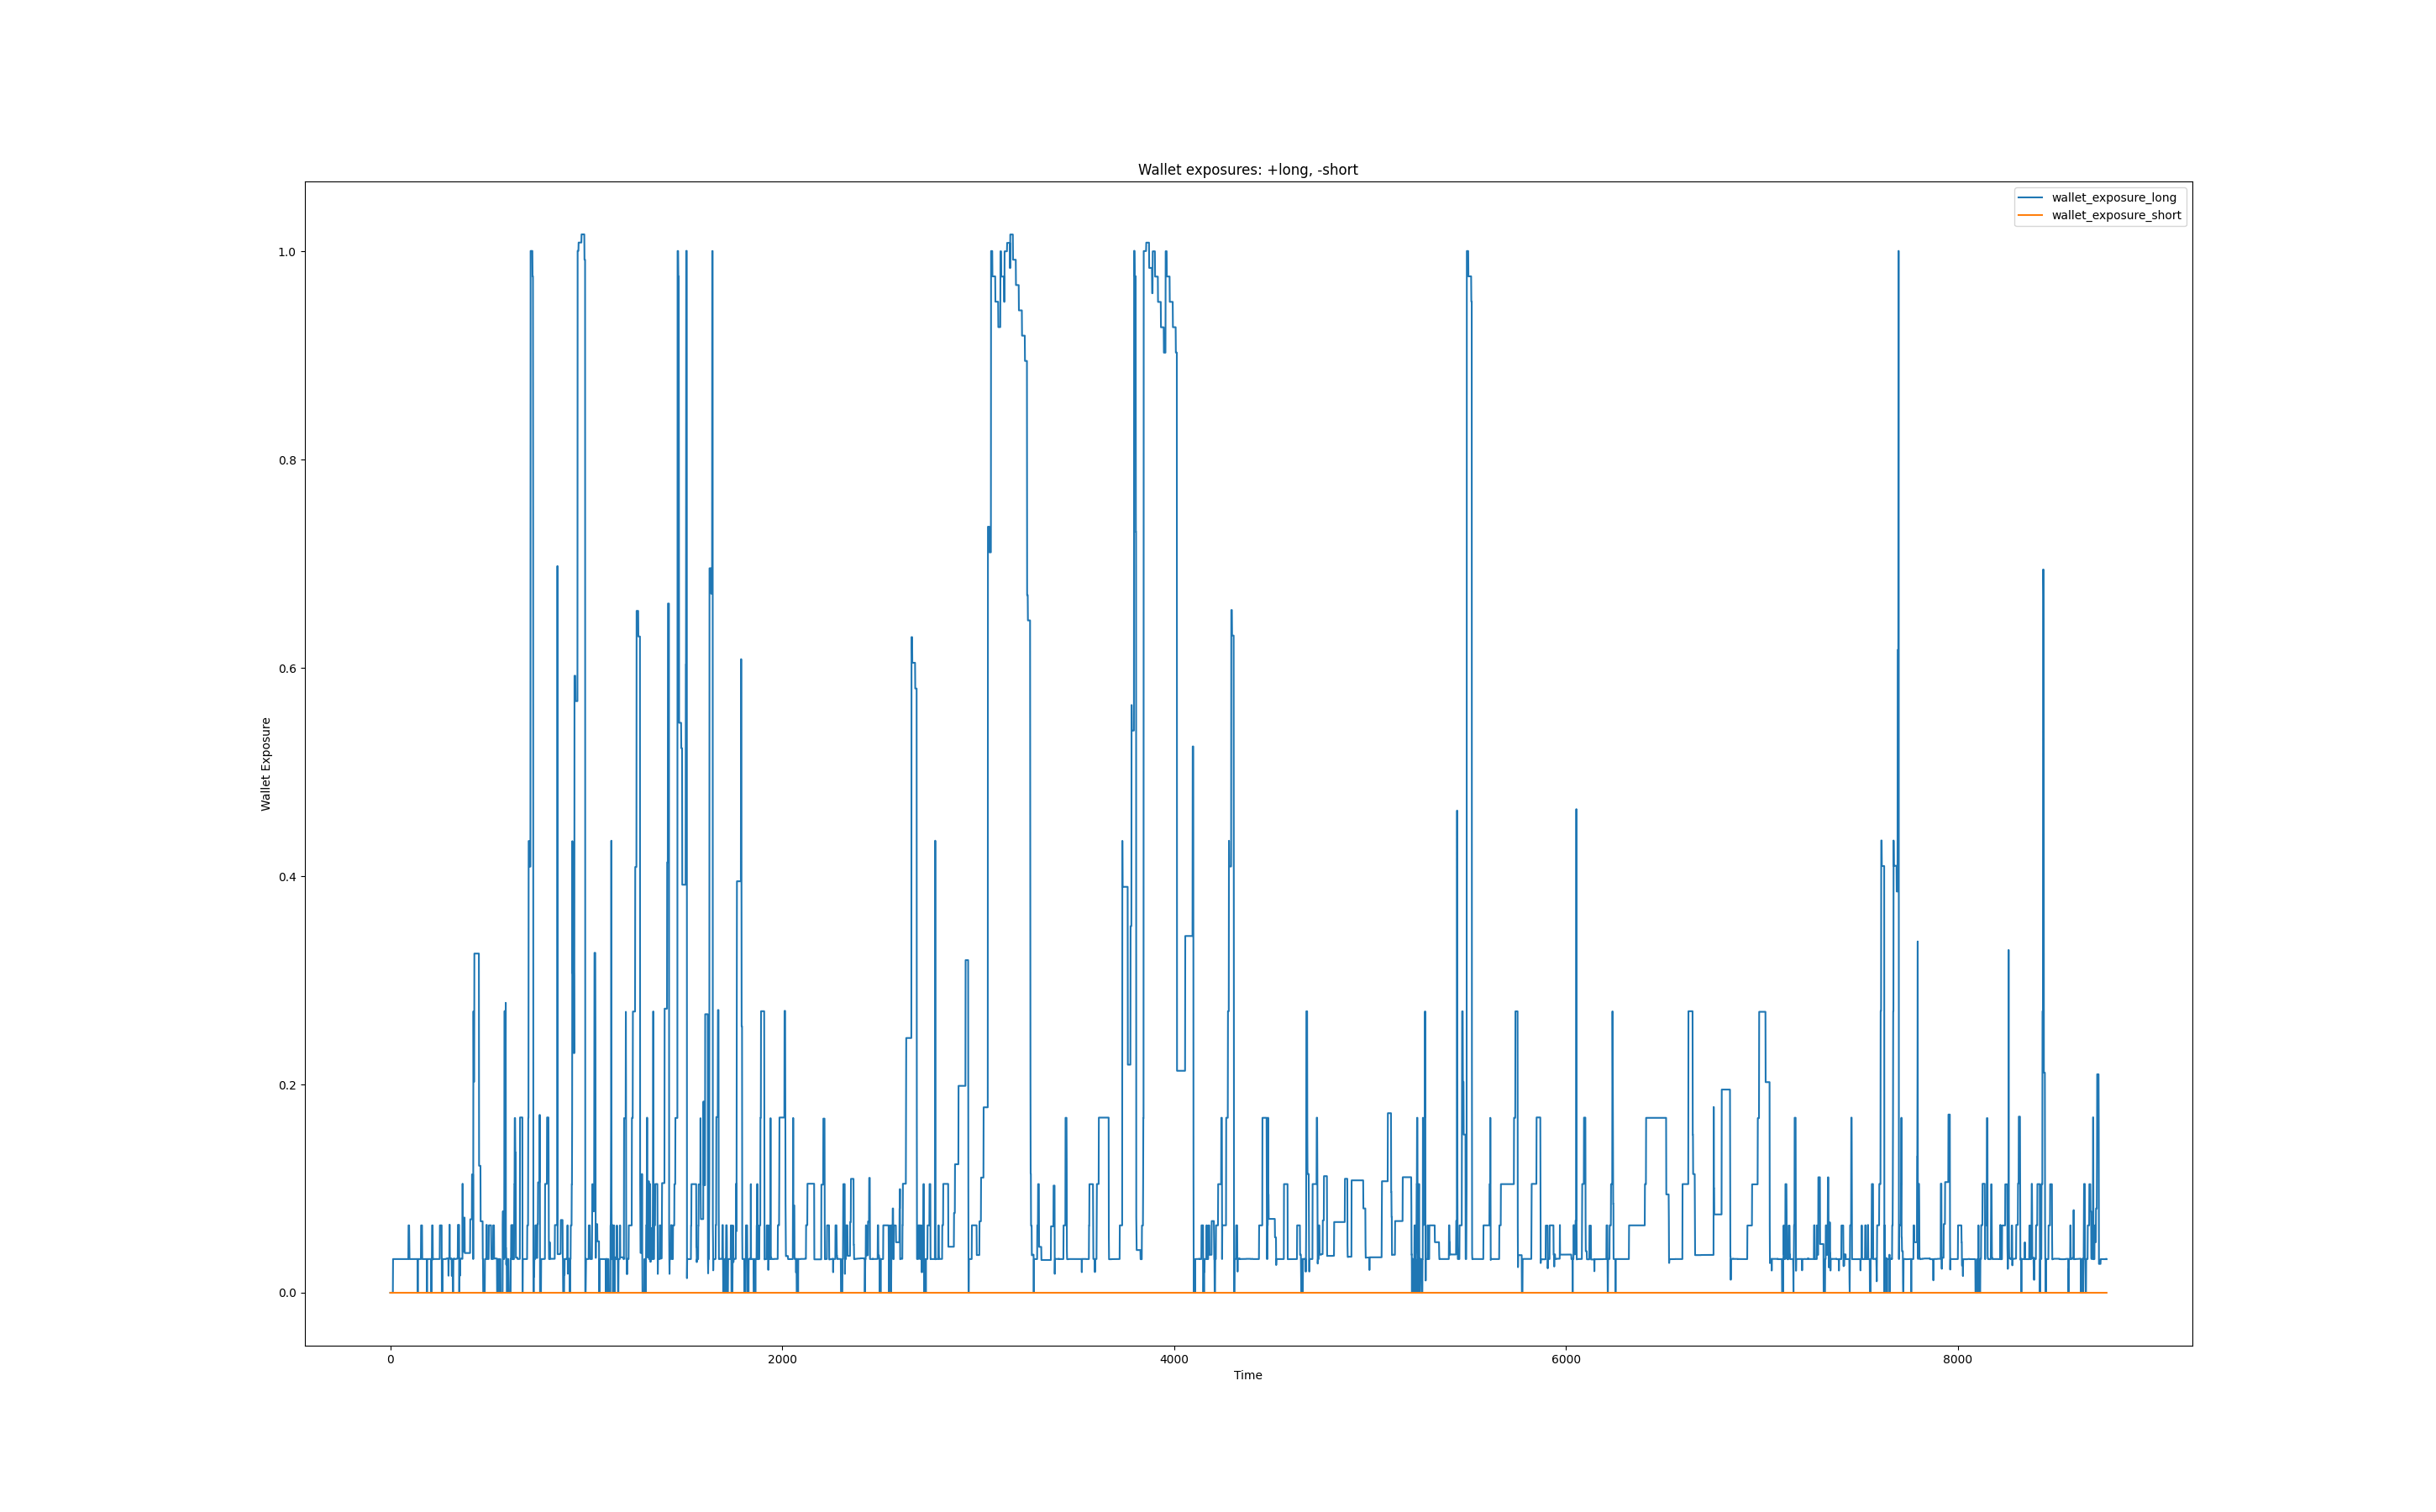 Wallet exposures: +long, -short
wallet_exposure_long
wallet_exposure_short
1.0
0.8
0.6
0.4
0.2
0.0
Wallet Exposure
0
2000
4000
6000
8000
Time